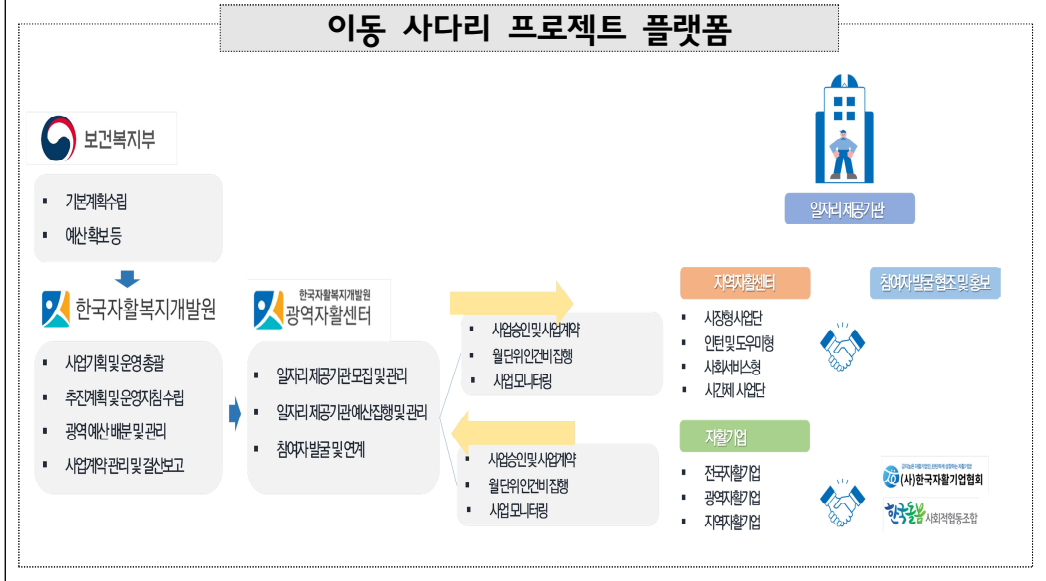 이동 사다리 프로젝트 플랫폼
보건복지부
▪ 기본계획수립
▪ 예산확보 등
한국자활복지개발원
▪ 사업기획 및 운영 총괄
▪ 추진계획 및 운영지침 수립
▪ 광역 예산 배분 및 관리
▪ 사업계약 관리 및 결산보고
한국자활복지개발원
광역자활센터
▪ 일자리 제공기관 모집 및 관리
▪ 일자리 제공기관 예산집행 및 관리
▪ 참여자 발굴 및 연계
▪ 사업승인 및 사업계약
▪ 월 단위 인건비 집행
▪ 사업 모니터링
▪ 사업승인 및 사업계약
▪ 월 단위 인건비 집행
▪ 사업 모니터링
일자리 제공기관
지역자활센터
▪ 시장형 사업단
▪ 인턴 및 도우미형
▪ 사회서비스형
▪ 시간제 사업단
참여자 발굴 협조 및 홍보
자활기업
▪ 전국자활기업
▪ 광역자활기업
▪ 지역자활기업
(사)한국자활기업협회
한국돌봄 사회적협동조합